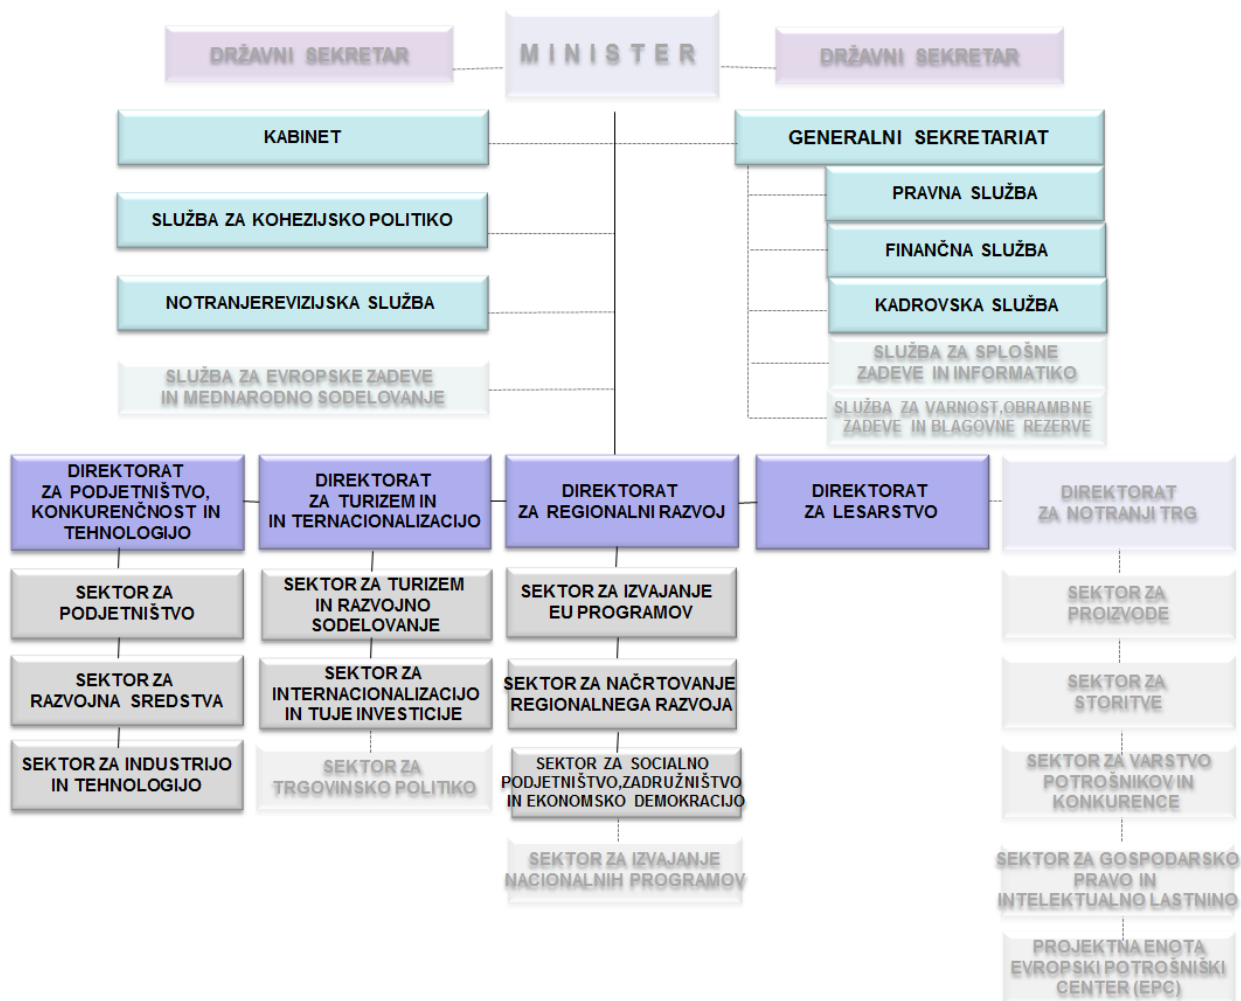 DRŽAVNI SEKRETAR
MINISTER
DRŽAVNI SEKRETAR
KABINET
GENERALNI SEKRETARIAT
PRAVNA SLUŽBA
SLUŽBA ZA KOHEZIJSKO POLITIKO
FINANČNA SLUŽBA
NOTRANJEREVIZIJSKA SLUŽBA
KADROVSKA SLUŽBA
SLUŽBA ZA EVROPSKE ZADEVE
IN MEDNARODNO SODELOVANJE
SLUŽBA ZA SPLOŠNE
ZADEVE IN INFORMATIKO
SLUŽBA ZA VARNOST,OBRAMBNE
ZADEVE IN BLAGOVNE REZERVE
DIREKTORAT
ZA PODJETNIŠTVO,
KONKURENČNOST IN
TEHNOLOGIJO
SEKTOR ZA
PODJETNIŠTVO
SEKTOR ZA
RAZVOJNA SREDSTVA
SEKTOR ZA INDUSTRIJO
IN TEHNOLOGIJO
DIREKTORAT
ZA TURIZEM IN
IN TERNACIONALIZACIJO
SEKTOR ZA TURIZEM
IN RAZVOJNO
SODELOVANJE
SEKTOR ZA
INTERNACIONALIZACIJO
IN TUJE INVESTICIJE
SEKTOR ZA
TRGOVINSKO POLITIKO
DIREKTORAT
ZA REGIONALNI RAZVOJ
SEKTOR ZA IZVAJANJE
EU PROGRAMOV
SEKTOR ZA NAČRTOVANJE
REGIONALNEGA RAZVOJA
SEKTOR ZA SOCIALNO
PODJETNIŠTVO,ZADRUŽNIŠTVO
IN EKONOMSKO DEMOKRACIJO
SEKTOR ZA IZVAJANJE
NACIONALNIH PROGRAMOV
DIREKTORAT
ZA LESARSTVO
DIREKTORAT
ZA NOTRANJI TRG
SEKTOR ZA
PROIZVODE
SEKTOR ZA
STORITVE
SEKTOR ZA VARSTVO
POTROŠNIKOV IN
KONKURENCE
SEKTOR ZA GOSPODARSKO
PRAVO IN
INTELEKTUALNO LASTNINO
PROJEKTNA ENOTA
EVROPSKI POTROŠNIŠKI
CENTER (EPC)